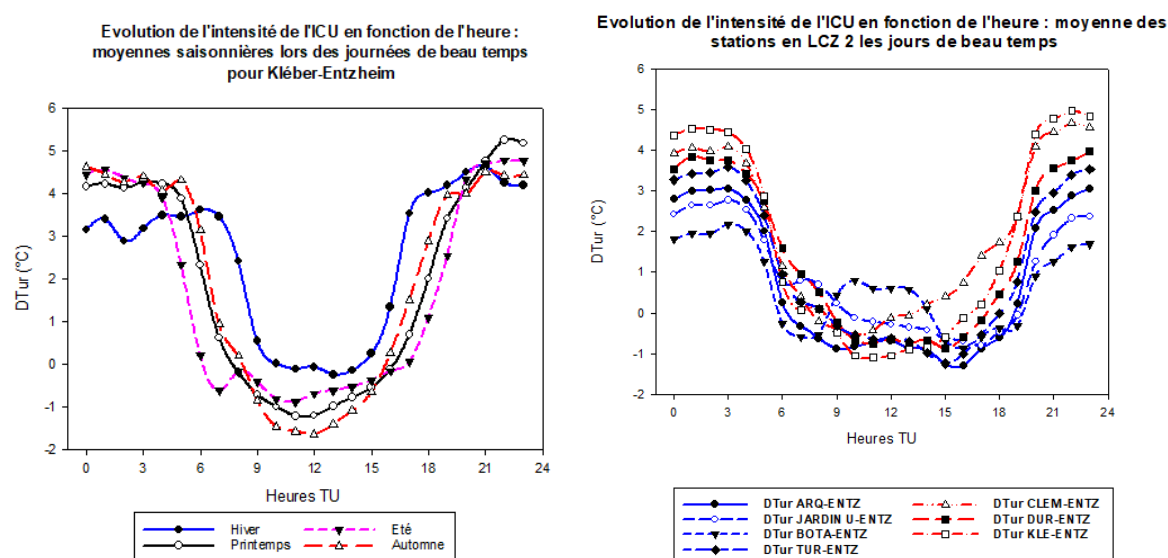 Evolution de l'intensité de l'ICU en fonction de l'heure :
moyennes saisonnières lors des journées de beau temps
pour Kléber-Entzheim
DTur (°C)
6
5
4
3
2
1
0
-1
-2
0 3 6 9 12 15 18 21 24
Heures TU
Hiver
Printemps
Eté
Automne
Evolution de l'intensité de l'ICU en fonction de l'heure : moyenne des
stations en LCZ 2 les jours de beau temps
DTur (°C)
6
5
4
3
2
1
0
-1
-2
0 3 6 9 12 15 18 21 24
Heures TU
DTur ARQ-ENTZ
DTur JARDIN U-ENTZ
DTur BOTA-ENTZ
DTur TUR-ENTZ
DTur CLEM-ENTZ
DTur DUR-ENTZ
DTur KLE-ENTZ